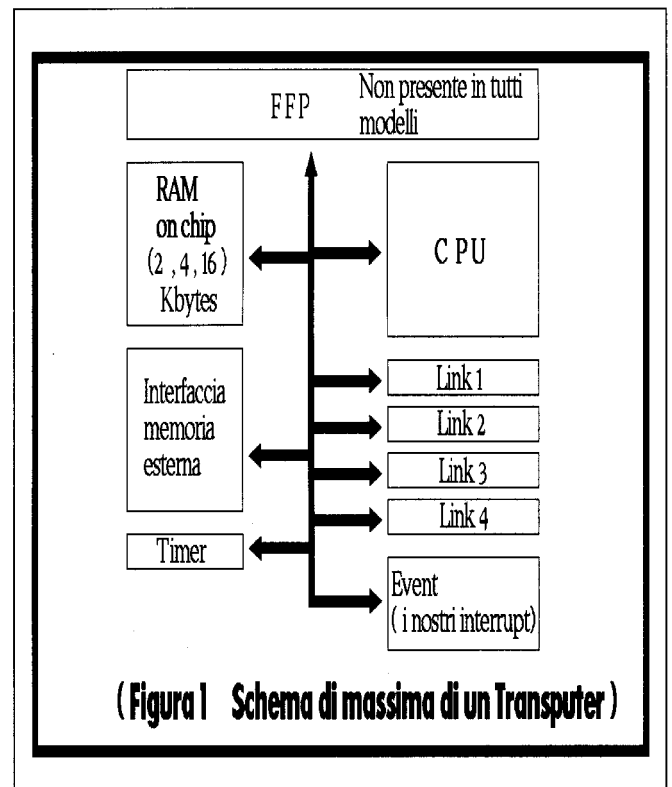 FFP
Non presente in tutti
modelli
RAM
on chip
(2 , 4 , 16)
Kbytes
CPU
Interfaccia
memoria
esterna
Link 1
Link 2
Link 3
Link 4
Timer
Event
( i nostri interrupt)
( Figura 1 Schema di massima di un Transputer )